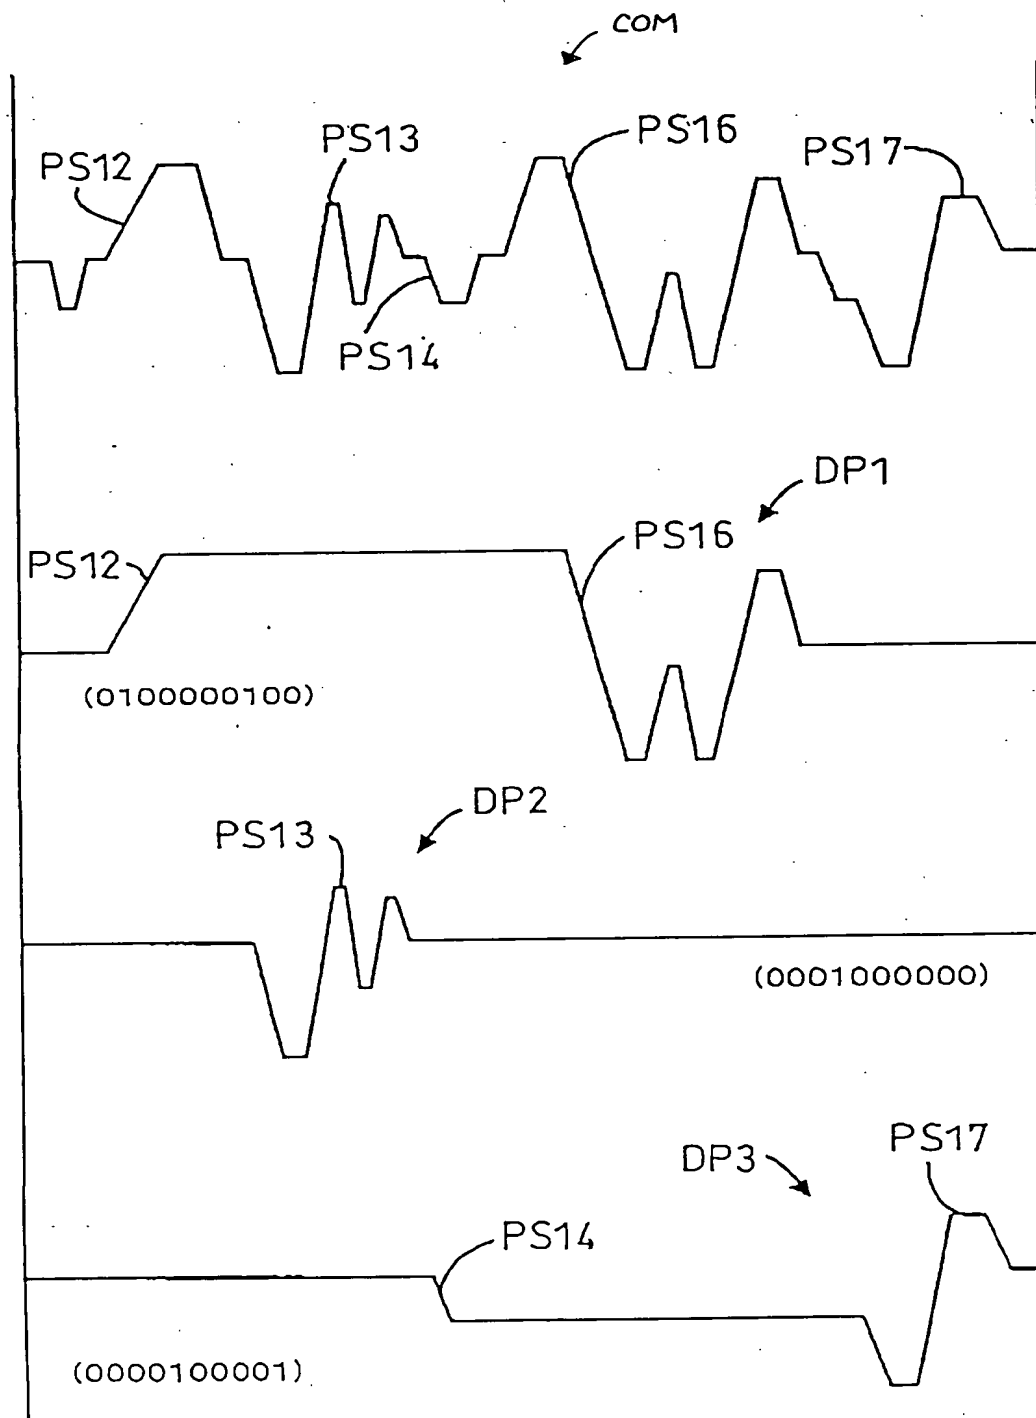 COM
PS12
PS13
PS16
PS17
PS14
DP1
PS12
PS16
(0100000100)
DP2
PS13
(0001000000)
DP3
PS17
PS14
(0000100001)